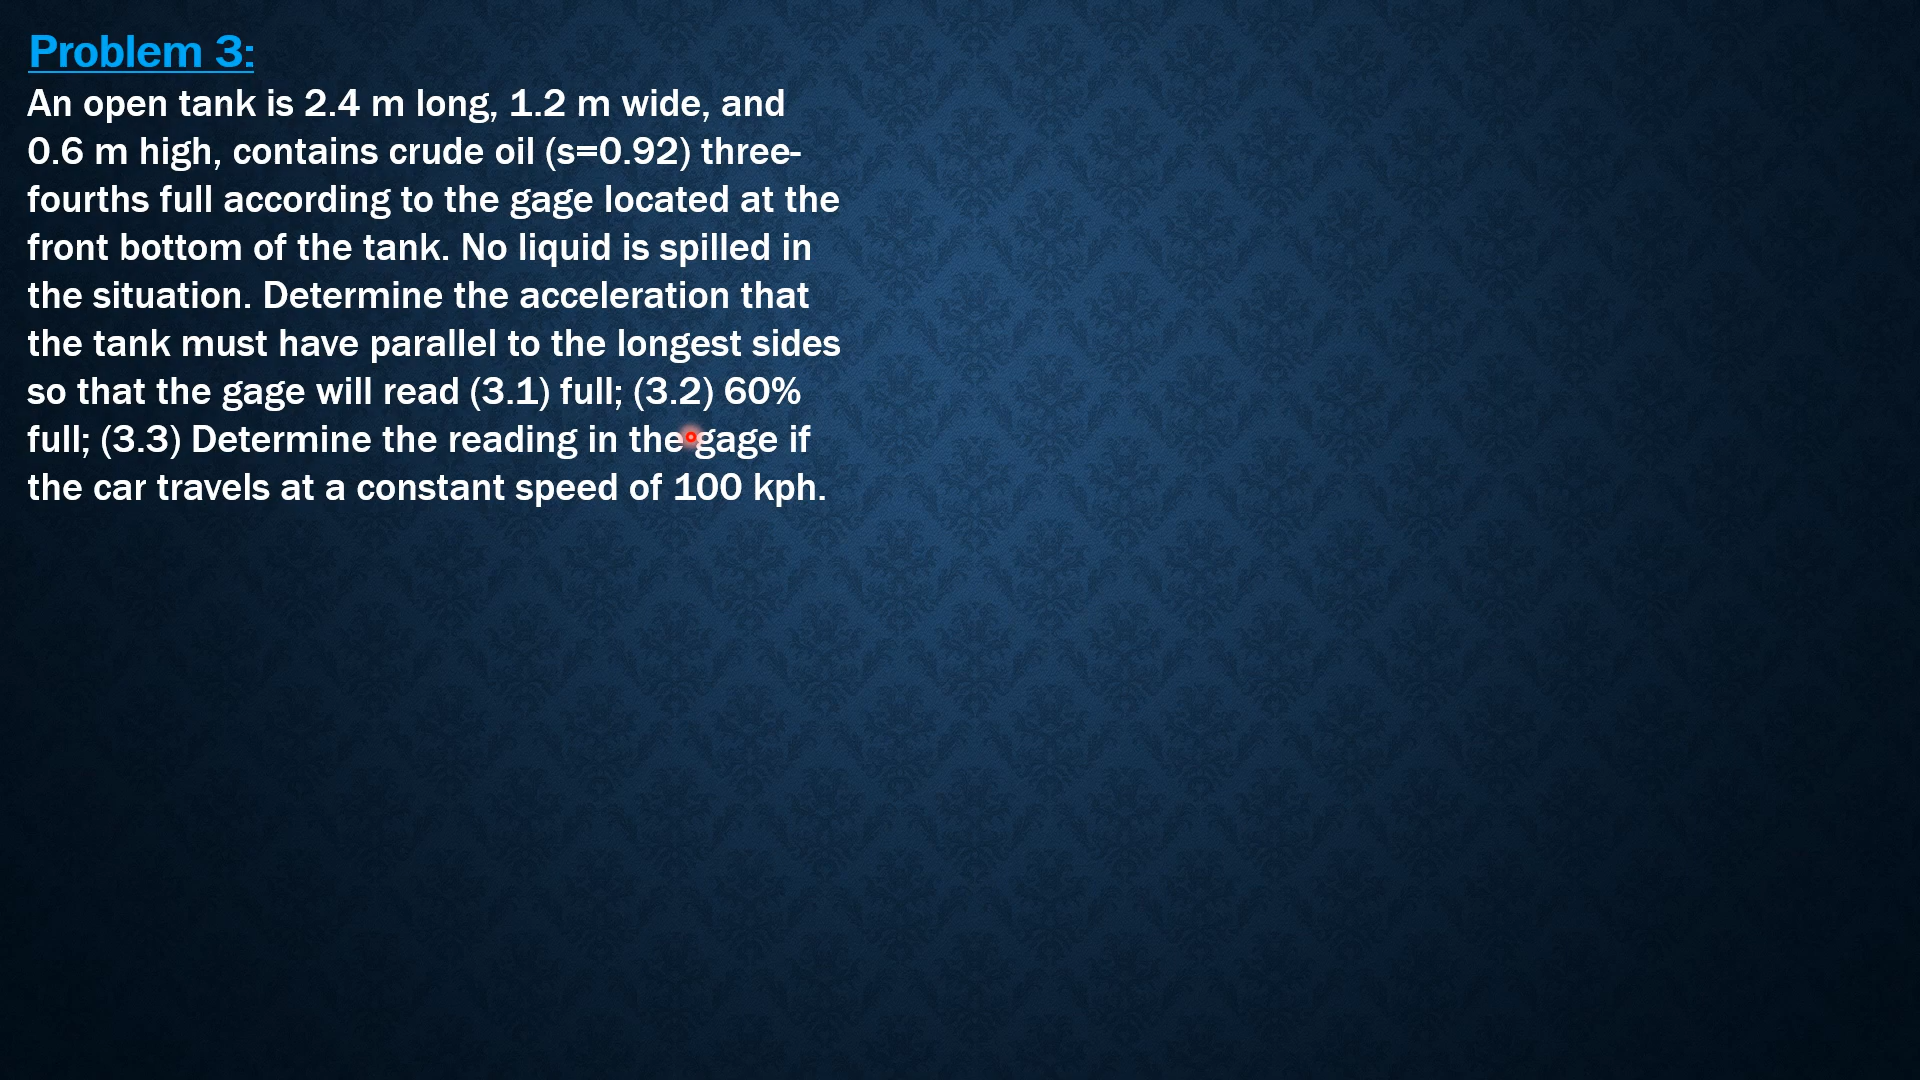 Problem 3:
An open tank is 2.4 m long, 1.2 m wide, and
0.6 m high, contains crude oil (s=0.92) three-
fourths full according to the gage located at the
front bottom of the tank. No liquid is spilled in
the situation. Determine the acceleration that
the tank must have parallel to the longest sides
so that the gage will read (3.1) full; (3.2) 60%
full; (3.3) Determine the reading in the gage if
the car travels at a constant speed of 100 kph.